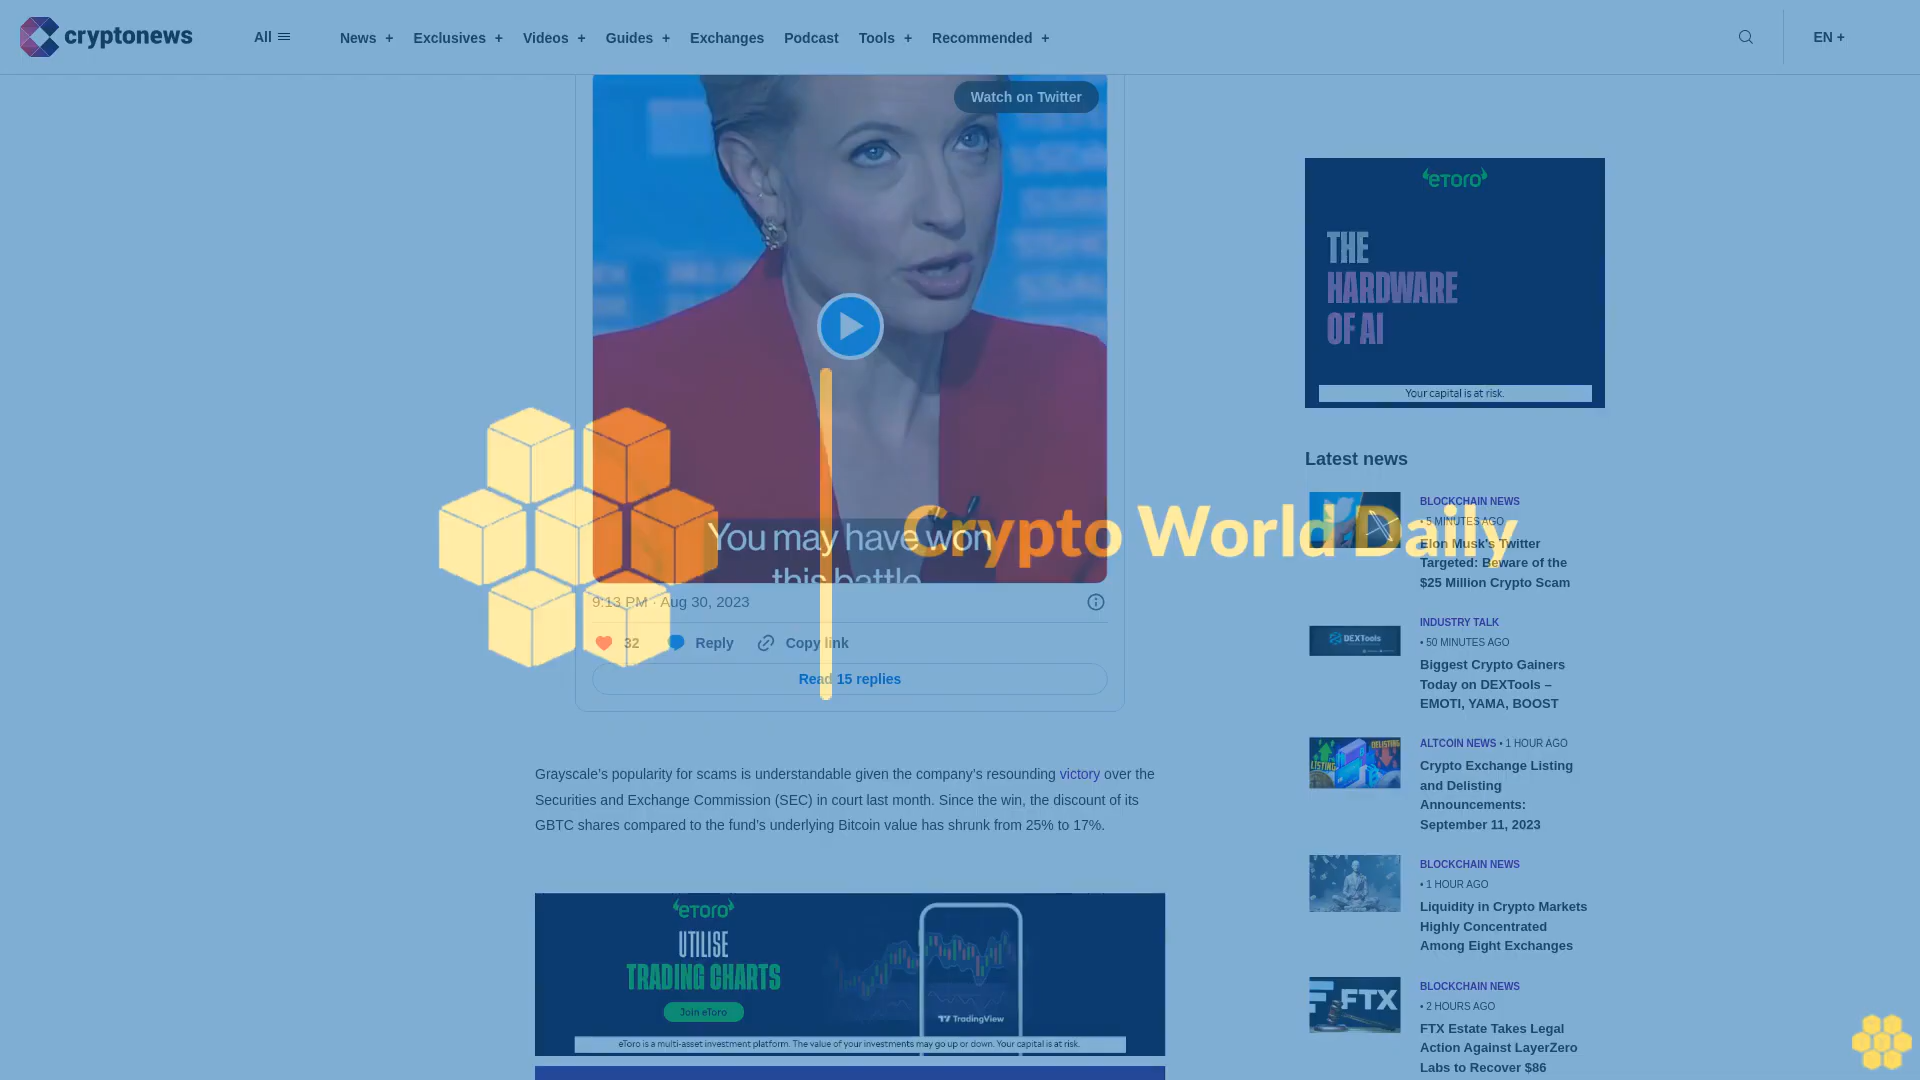 cryptonews
All
News +
Exclusives +
Videos +
Guides +
Exchanges
Podcast
Tools +
Recommended +
EN +
Watch on Twitter
You may have won
this battle
9:13 PM · Aug 30, 2023
32
Reply
Copy link
Read 15 replies
Crypto World Daily
Grayscale's popularity for scams is understandable given the company's resounding victory over the
Securities and Exchange Commission (SEC) in court last month. Since the win, the discount of its
GBTC shares compared to the fund's underlying Bitcoin value has shrunk from 25% to 17%.
eToro
UTILISE
TRADING CHARTS
Join eToro
TradingView
eToro is a multi-asset investment platform. The value of your investments may go up or down. Your capital is at risk.
eToro
THE
HARDWARE
OF AI
Your capital is at risk.
Latest news
BLOCKCHAIN NEWS
• 5 MINUTES AGO
Elon Musk's Twitter
Targeted: Beware of the
$25 Million Crypto Scam
DEXTools
INDUSTRY TALK
• 50 MINUTES AGO
Biggest Crypto Gainers
Today on DEXTools –
EMOTI, YAMA, BOOST
LISTING
DELISTING
ALTCOIN NEWS • 1 HOUR AGO
Crypto Exchange Listing
and Delisting
Announcements:
September 11, 2023
BLOCKCHAIN NEWS
• 1 HOUR AGO
Liquidity in Crypto Markets
Highly Concentrated
Among Eight Exchanges
FTX
BLOCKCHAIN NEWS
• 2 HOURS AGO
FTX Estate Takes Legal
Action Against LayerZero
Labs to Recover $86